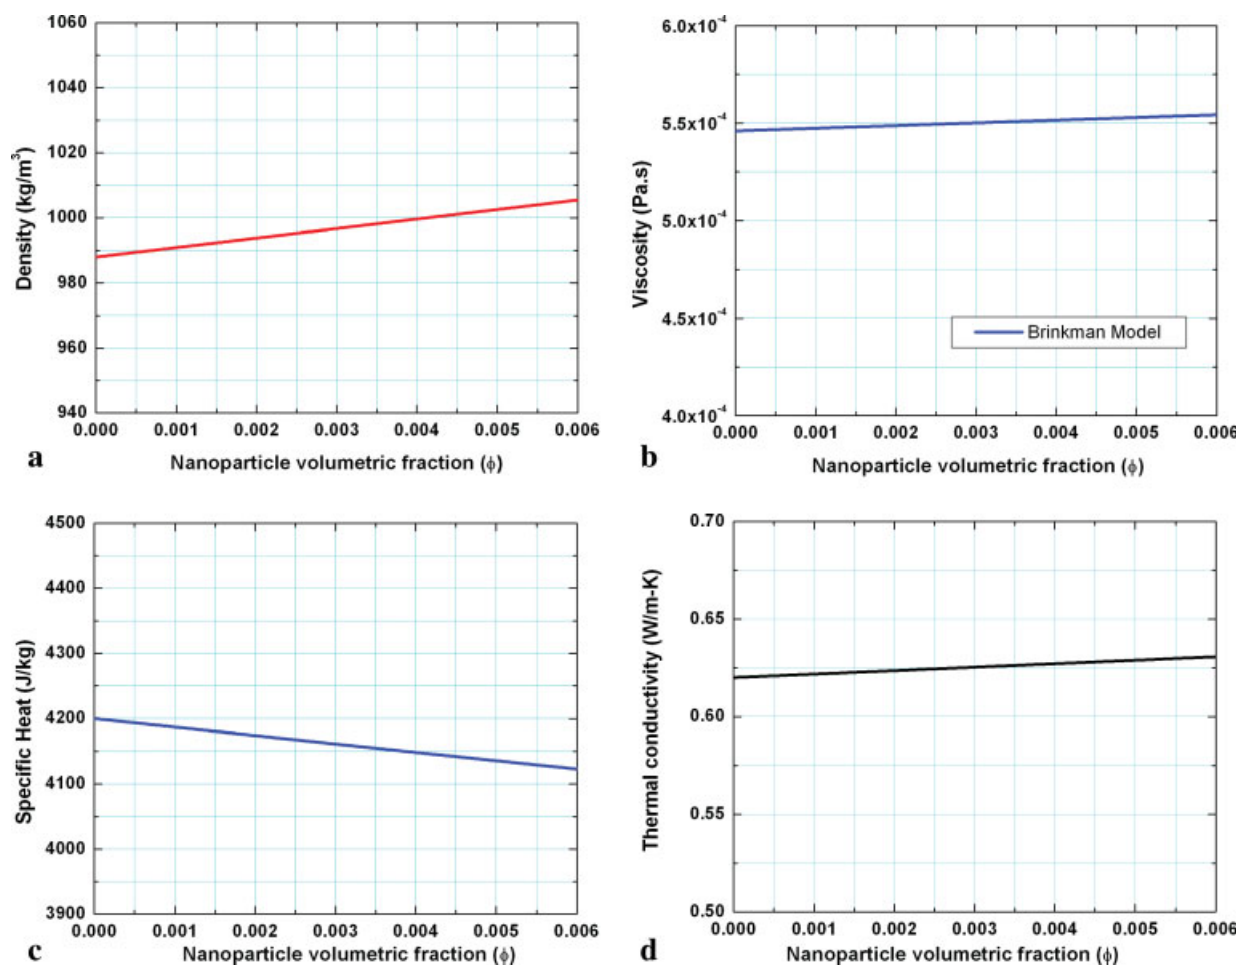 1060
1040
1020
1000
980
960
940
Density (kg/m³)
0.000 0.001 0.002 0.003 0.004 0.005 0.006
Nanoparticle volumetric fraction (ϕ)
a
6.0x10⁻⁴
5.5x10⁻⁴
5.0x10⁻⁴
4.5x10⁻⁴
4.0x10⁻⁴
Viscosity (Pa.s)
Brinkman Model
0.000 0.001 0.002 0.003 0.004 0.005 0.006
Nanoparticle volumetric fraction (ϕ)
b
4500
4400
4300
4200
4100
4000
3900
Specific Heat (J/kg)
0.000 0.001 0.002 0.003 0.004 0.005 0.006
Nanoparticle volumetric fraction (ϕ)
c
0.70
0.65
0.60
0.55
0.50
Thermal conductivity (W/m-K)
0.000 0.001 0.002 0.003 0.004 0.005 0.006
Nanoparticle volumetric fraction (ϕ)
d